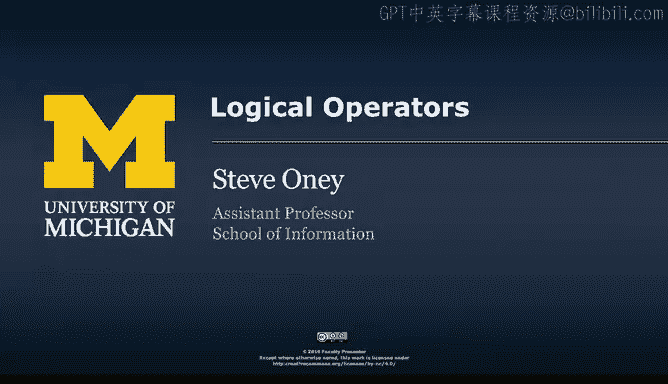 GPT中英字幕课程资源@bilibili.com
Logical Operators
Steve Oney
Assistant Professor
School of Information
M
UNIVERSITY OF
MICHIGAN